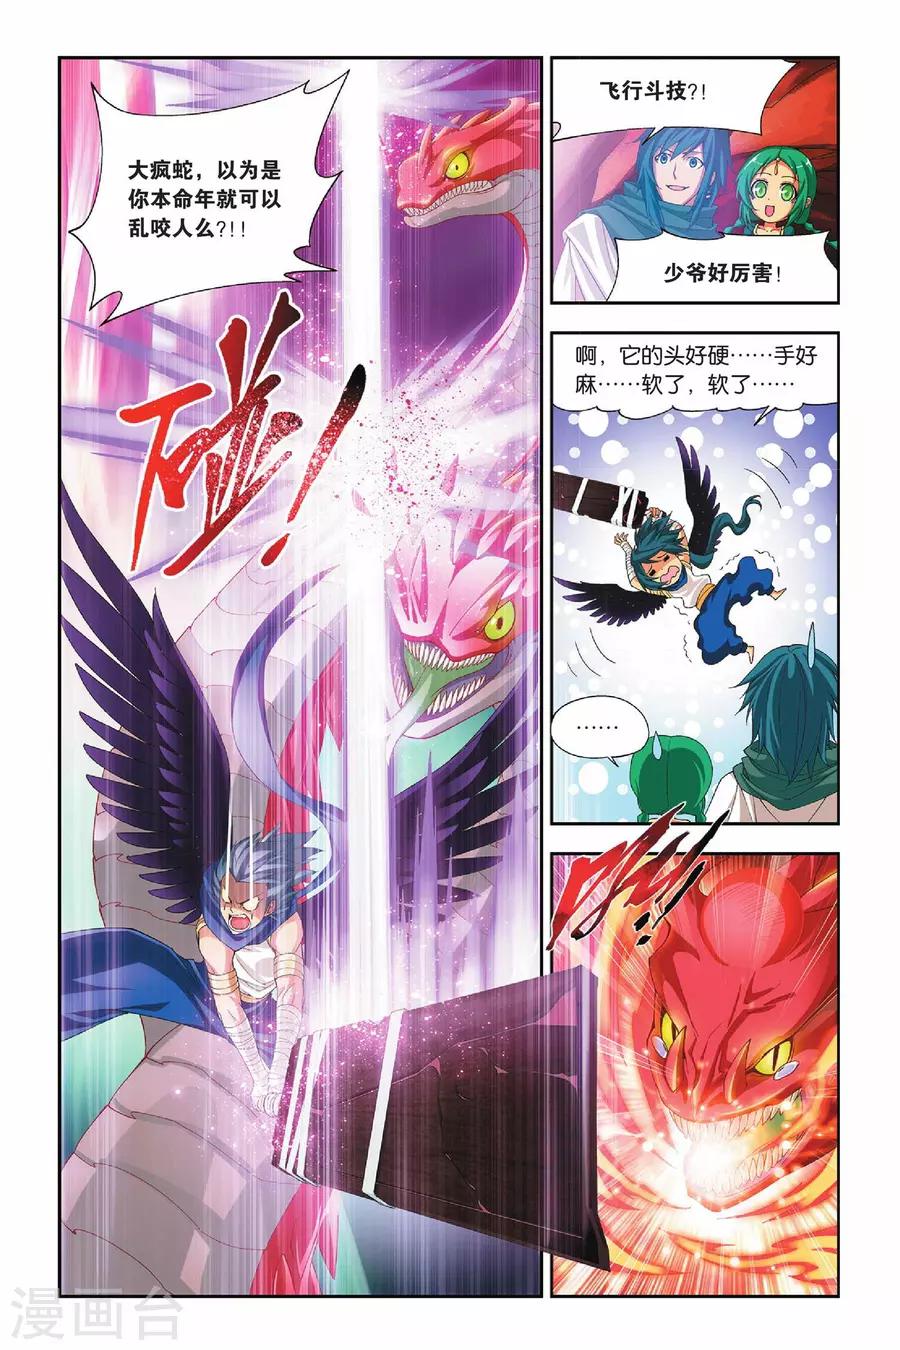 大疯蛇，以为是
你本命年就可以
乱咬人么?!!
碰!
飞行斗技?!
少爷好厉害!
啊，它的头好硬……手好
麻……软了，软了……
……
漫画台